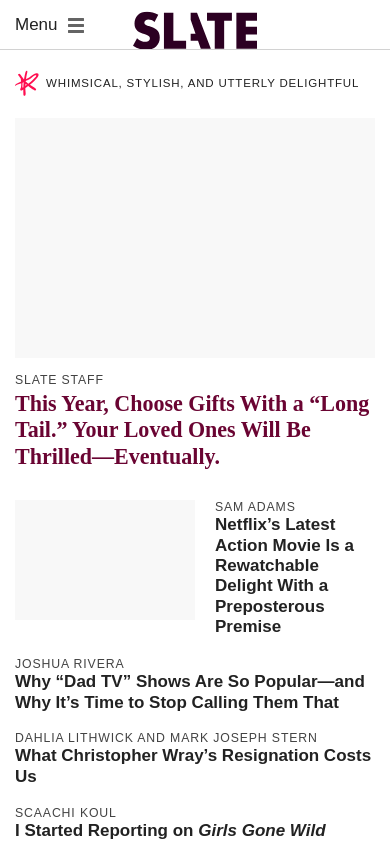 Menu
SLATE
WHIMSICAL, STYLISH, AND UTTERLY DELIGHTFUL
SLATE STAFF
This Year, Choose Gifts With a “Long
Tail.” Your Loved Ones Will Be
Thrilled—Eventually.
SAM ADAMS
Netflix’s Latest
Action Movie Is a
Rewatchable
Delight With a
Preposterous
Premise
JOSHUA RIVERA
Why “Dad TV” Shows Are So Popular—and
Why It’s Time to Stop Calling Them That
DAHLIA LITHWICK AND MARK JOSEPH STERN
What Christopher Wray’s Resignation Costs
Us
SCAACHI KOUL
I Started Reporting on Girls Gone Wild